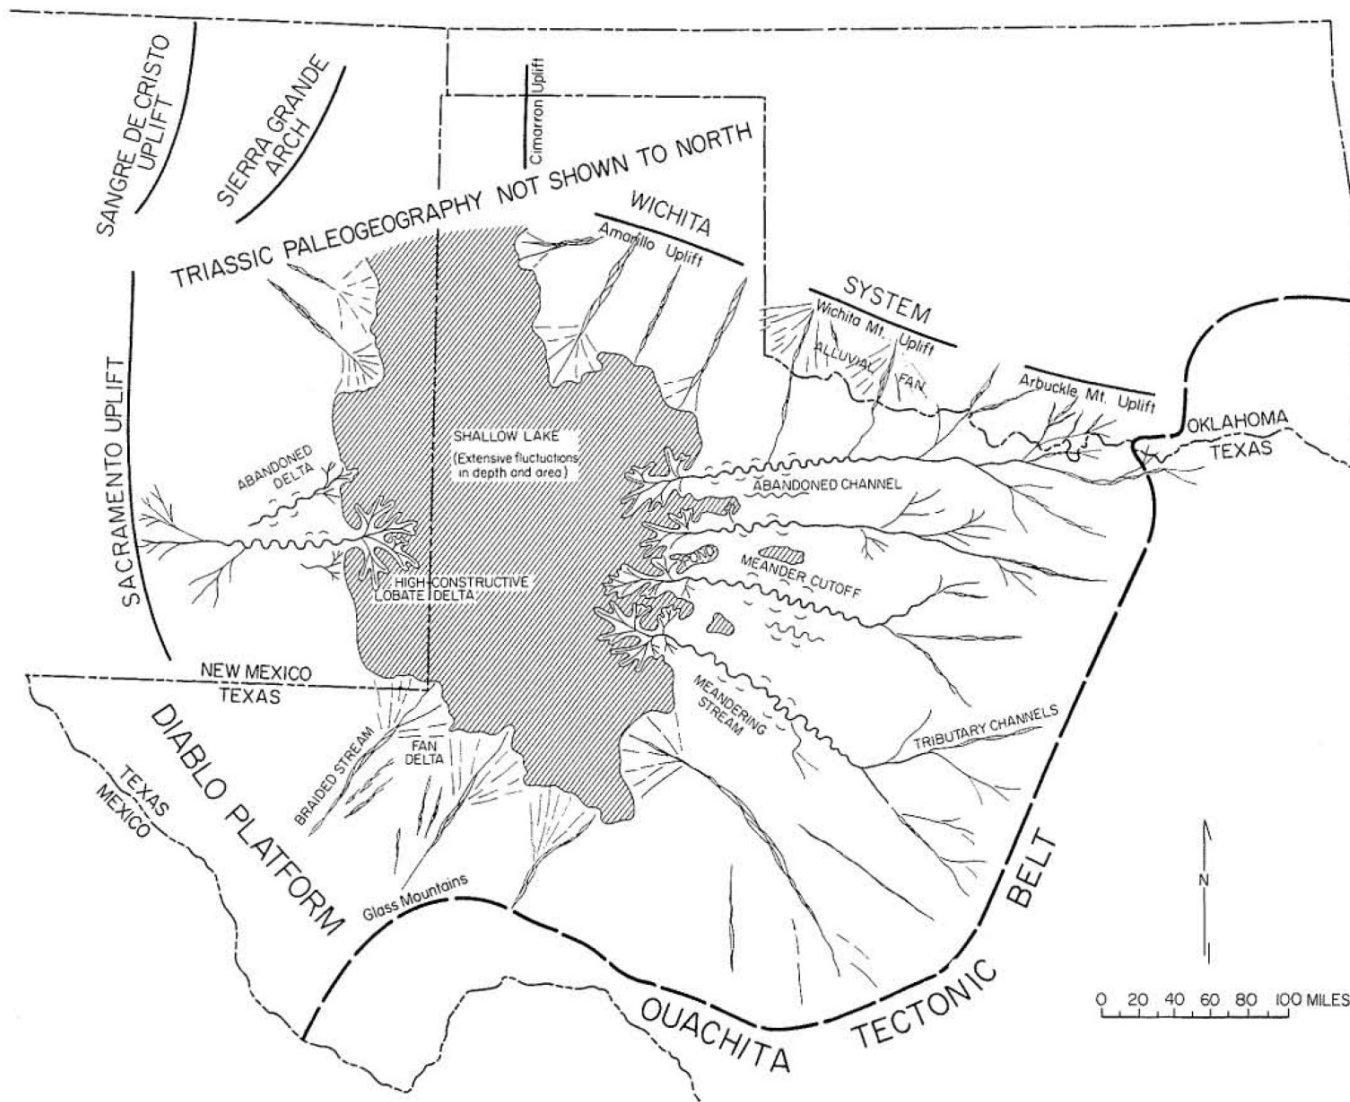 SANGRE DE CRISTO
UPLIFT
SIERRA GRANDE
ARCH
Cimarron Uplift
TRIASSIC PALEOGEOGRAPHY NOT SHOWN TO NORTH
WICHITA
Amarillo Uplift
SYSTEM
Wichita Mt. Uplift
ALLUVIAL
FAN
Arbuckle Mt. Uplift
OKLAHOMA
TEXAS
SACRAMENTO UPLIFT
SHALLOW LAKE
(Extensive fluctuations
in depth and area)
ABANDONED
DELTA
ABANDONED CHANNEL
POND
MEANDER CUTOFF
HIGH-CONSTRUCTIVE
LOBATE DELTA
NEW MEXICO
TEXAS
MEANDERING
STREAM
TRIBUTARY CHANNELS
DIABLO PLATFORM
BRAIDED STREAM
FAN
DELTA
TEXAS
MEXICO
Glass Mountains
OUACHITA
TECTONIC
BELT
N
0 20 40 60 80 100 MILES